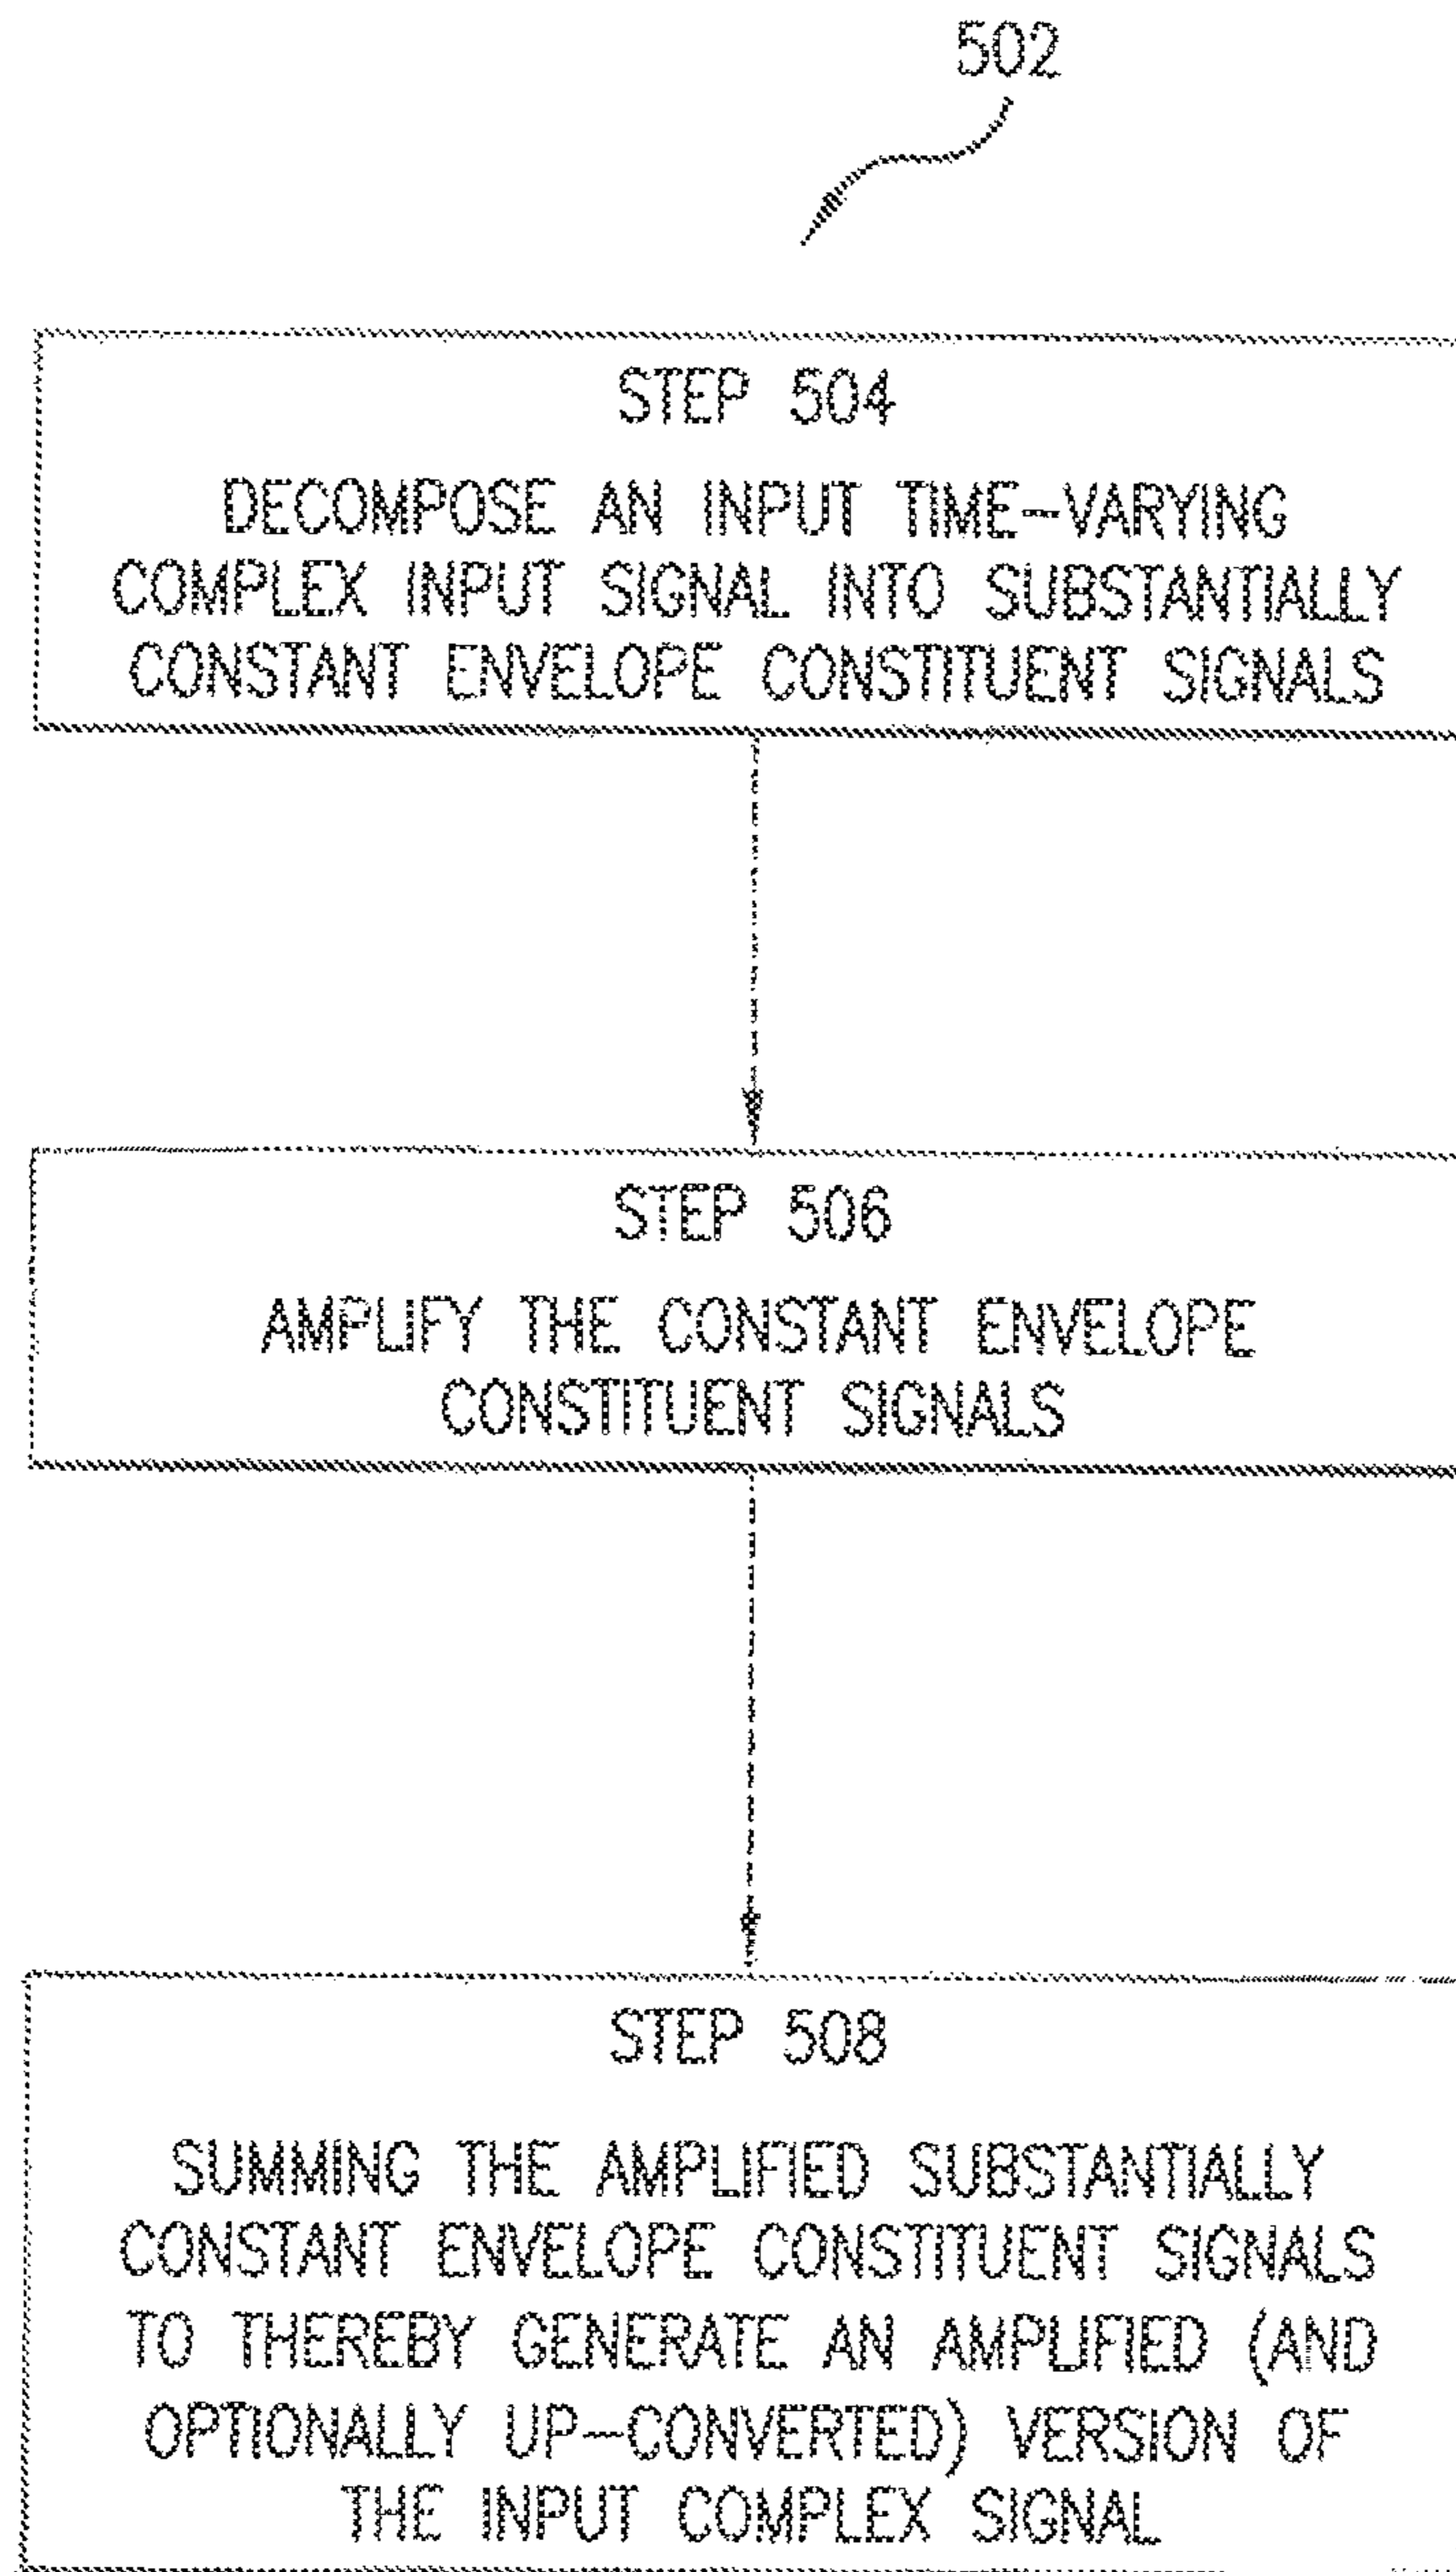 502
STEP 504
DECOMPOSE AN INPUT TIME-VARYING
COMPLEX INPUT SIGNAL INTO SUBSTANTIALLY
CONSTANT ENVELOPE CONSTITUENT SIGNALS
STEP 506
AMPLIFY THE CONSTANT ENVELOPE
CONSTITUENT SIGNALS
STEP 508
SUMMING THE AMPLIFIED SUBSTANTIALLY
CONSTANT ENVELOPE CONSTITUENT SIGNALS
TO THEREBY GENERATE AN AMPLIFIED (AND
OPTIONALLY UP-CONVERTED) VERSION OF
THE INPUT COMPLEX SIGNAL